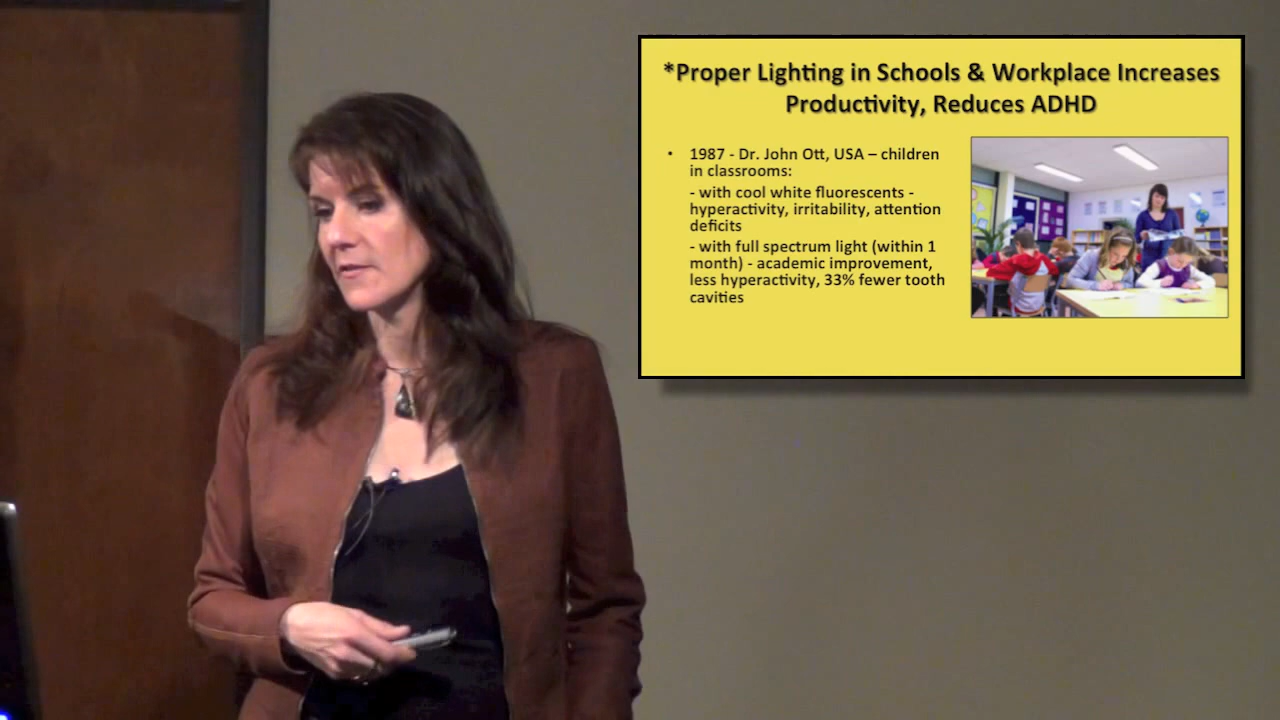 *Proper Lighting in Schools & Workplace Increases
Productivity, Reduces ADHD
• 1987 - Dr. John Ott, USA – children
in classrooms:
- with cool white fluorescents -
hyperactivity, irritability, attention
deficits
- with full spectrum light (within 1
month) - academic improvement,
less hyperactivity, 33% fewer tooth
cavities